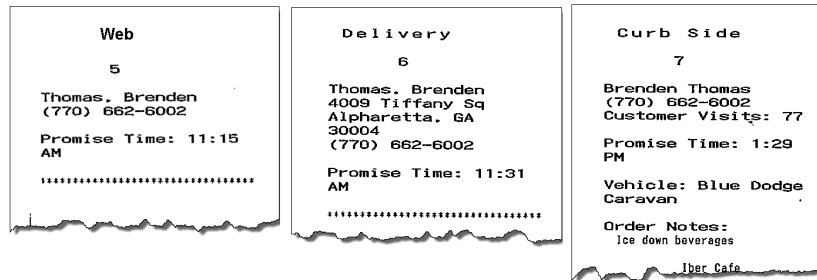 Web
5
Thomas, Brenden
(770) 662-6002
Promise Time: 11:15
AM
*********************************
Delivery
6
Thomas, Brenden
4009 Tiffany Sq
Alpharetta, GA
30004
(770) 662-6002
Promise Time: 11:31
AM
*********************************
Curb Side
7
Brenden Thomas
(770) 662-6002
Customer Visits: 77
Promise Time: 1:29
PM
Vehicle: Blue Dodge
Caravan
Order Notes:
Ice down beverages
Iber Cafe